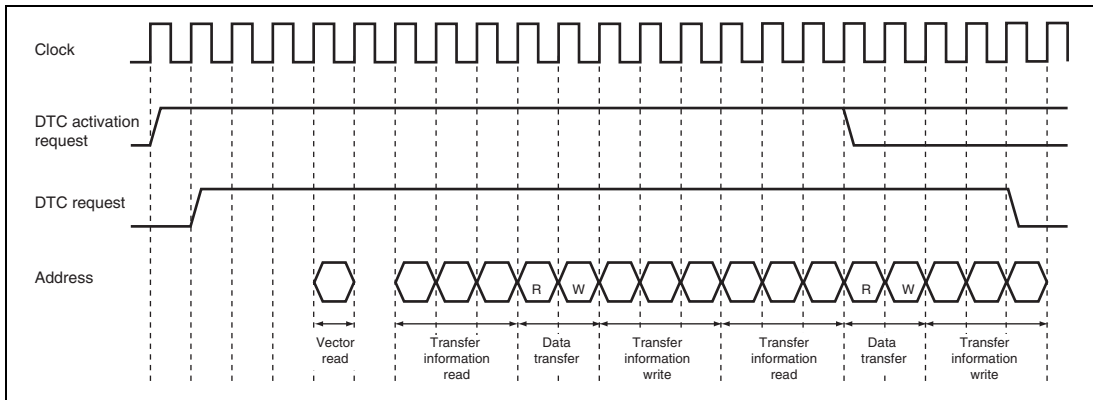 Clock
DTC activation
request
DTC request
Address
R W R W
Vector
read
Transfer
information
read
Data
transfer
Transfer
information
write
Transfer
information
read
Data
transfer
Transfer
information
write